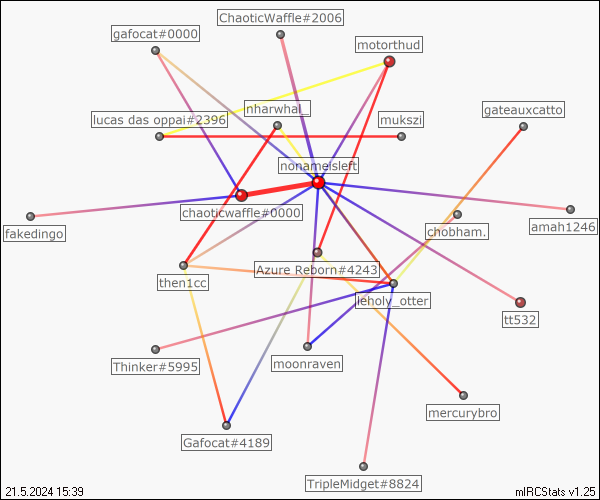 ChaoticWaffle#2006
gafocat#0000
motorthud
nharwhal_
gateauxcatto
lucas das oppai#2396
mukszi
nonameisleft
chaoticwaffle#0000
fakedingo
chobham.
amah1246
Azure Reborn#4243
then1cc
leholy_otter
tt532
Thinker#5995
moonraven
mercurybro
Gafocat#4189
TripleMidget#8824
21.5.2024 15:39
mIRCStats v1.25